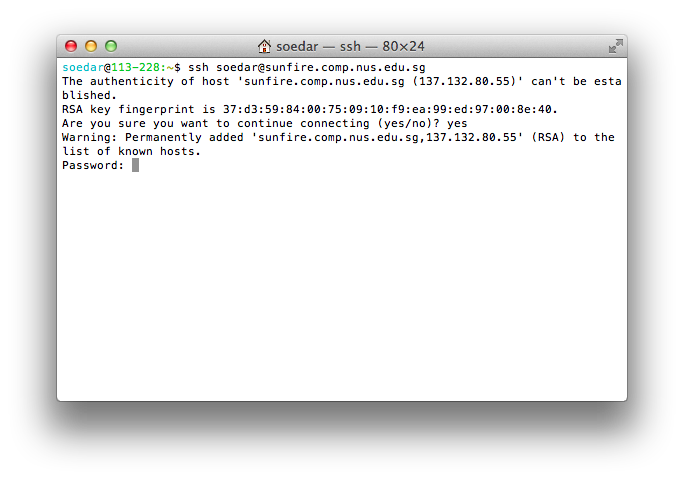 soedar — ssh — 80×24
soedar@113-228:~$ ssh soedar@sunfire.comp.nus.edu.sg
The authenticity of host 'sunfire.comp.nus.edu.sg (137.132.80.55)' can't be esta
blished.
RSA key fingerprint is 37:d3:59:84:00:75:09:10:f9:ea:99:ed:97:00:8e:40.
Are you sure you want to continue connecting (yes/no)? yes
Warning: Permanently added 'sunfire.comp.nus.edu.sg,137.132.80.55' (RSA) to the
list of known hosts.
Password: